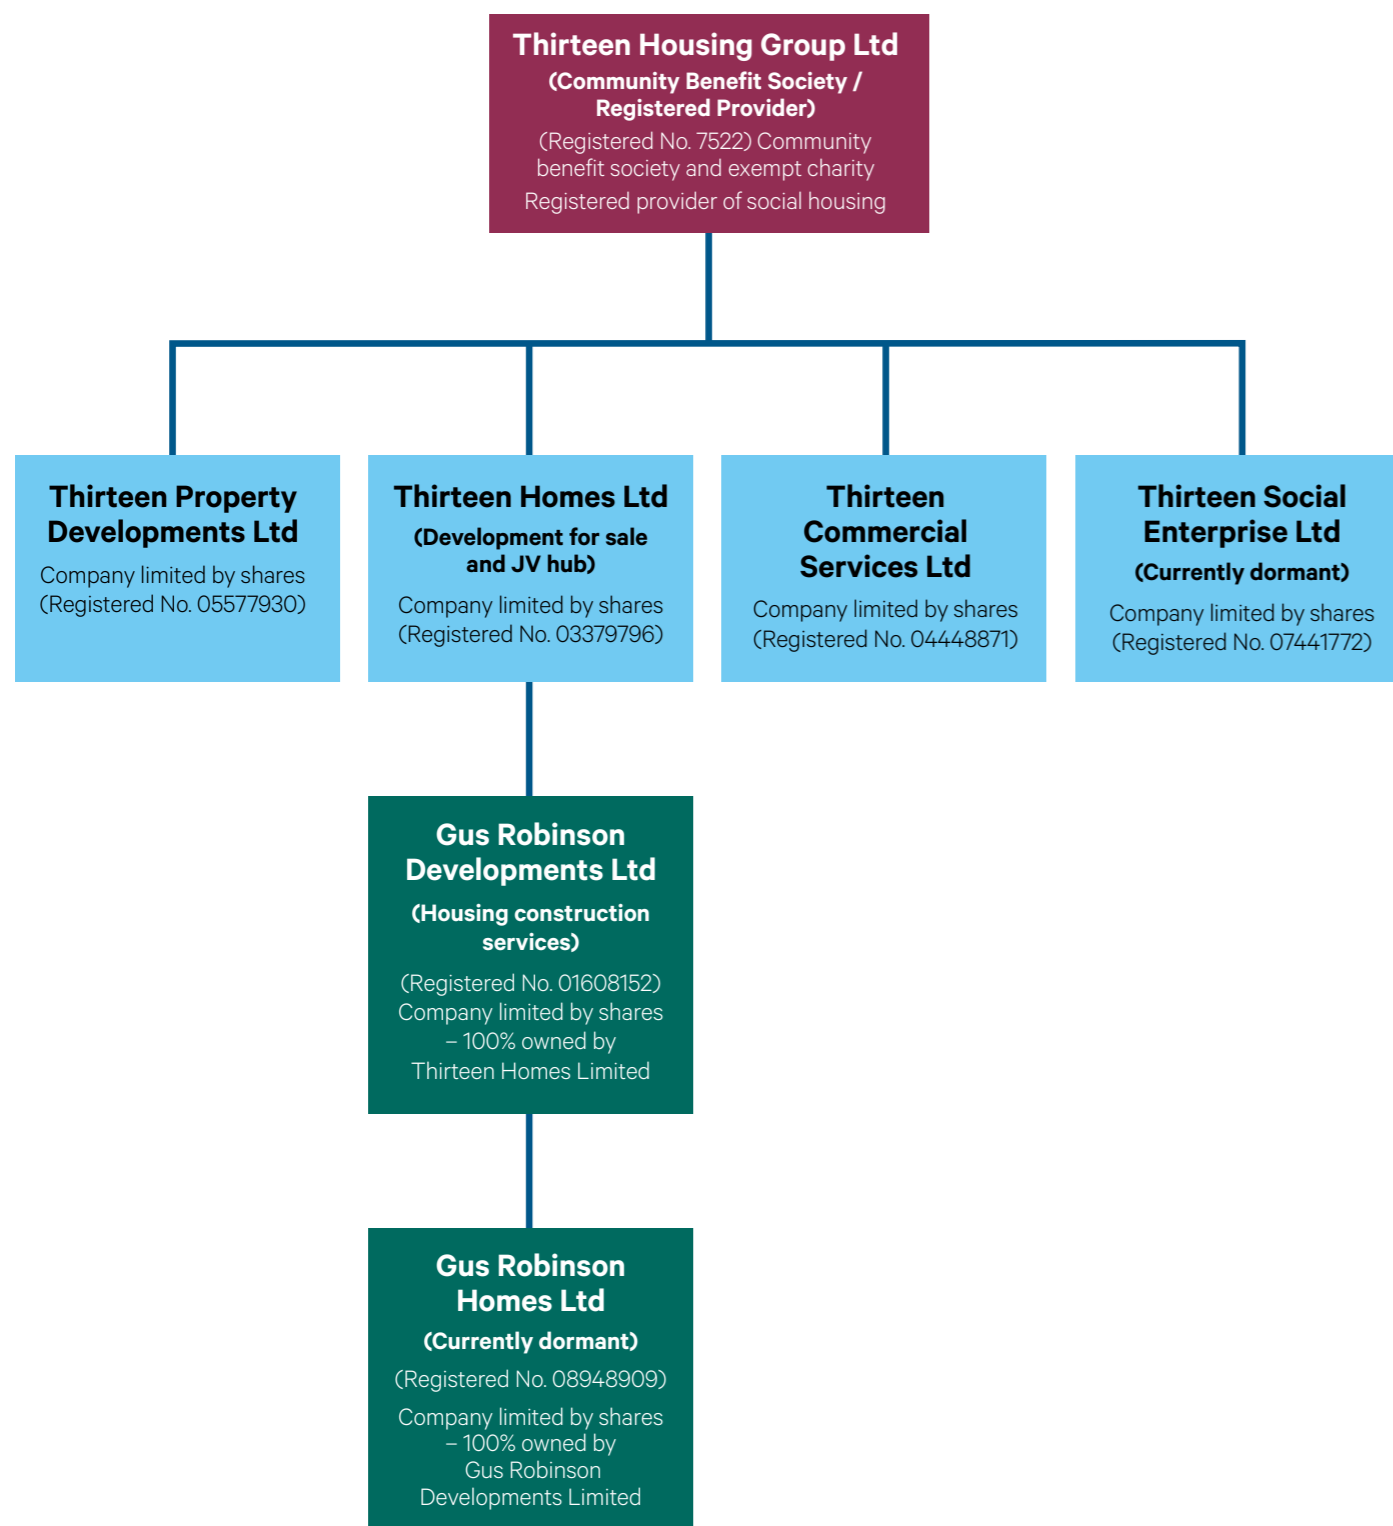 Thirteen Housing Group Ltd
(Community Benefit Society /
Registered Provider)
(Registered No. 7522) Community
benefit society and exempt charity
Registered provider of social housing
Thirteen Property
Developments Ltd
Company limited by shares
(Registered No. 05577930)
Thirteen Homes Ltd
(Development for sale
and JV hub)
Company limited by shares
(Registered No. 03379796)
Thirteen
Commercial
Services Ltd
Company limited by shares
(Registered No. 04448871)
Thirteen Social
Enterprise Ltd
(Currently dormant)
Company limited by shares
(Registered No. 07441772)
Gus Robinson
Developments Ltd
(Housing construction
services)
(Registered No. 01608152)
Company limited by shares
– 100% owned by
Thirteen Homes Limited
Gus Robinson
Homes Ltd
(Currently dormant)
(Registered No. 08948909)
Company limited by shares
– 100% owned by
Gus Robinson
Developments Limited